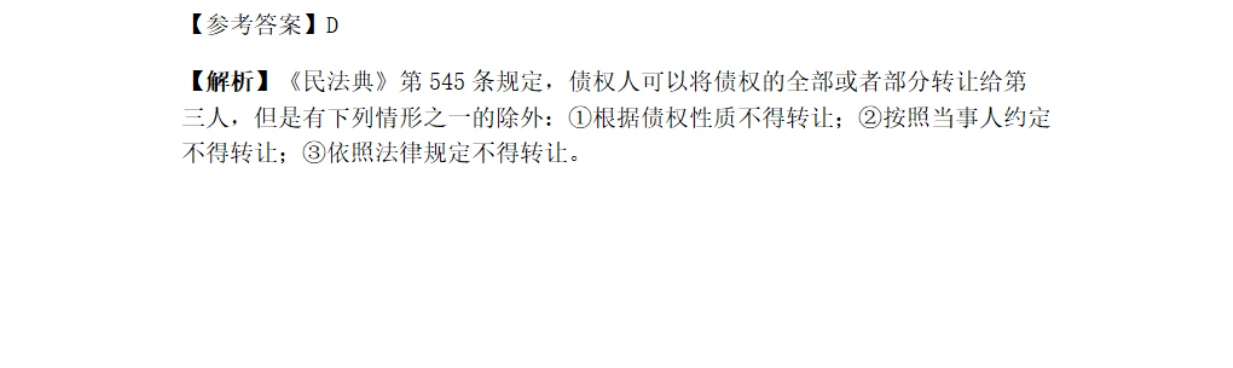 【参考答案】D
【解析】《民法典》第 545 条规定，债权人可以将债权的全部或者部分转让给第
三人，但是有下列情形之一的除外：①根据债权性质不得转让；②按照当事人约定
不得转让；③依照法律规定不得转让。